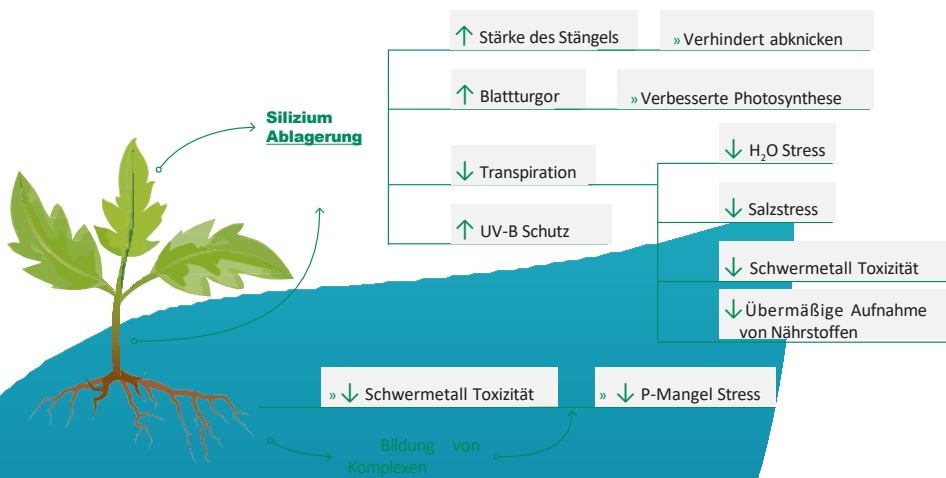 ↑ Stärke des Stängels
» Verhindert abknicken
↑ Blattturgor
» Verbesserte Photosynthese
Silizium
Ablagerung
↓ H₂O Stress
↓ Transpiration
↓ Salzstress
↑ UV-B Schutz
↓ Schwermetall Toxizität
↓ Übermäßige Aufnahme
von Nährstoffen
» ↓ Schwermetall Toxizität
» ↓ P-Mangel Stress
Bildung von
Komplexen